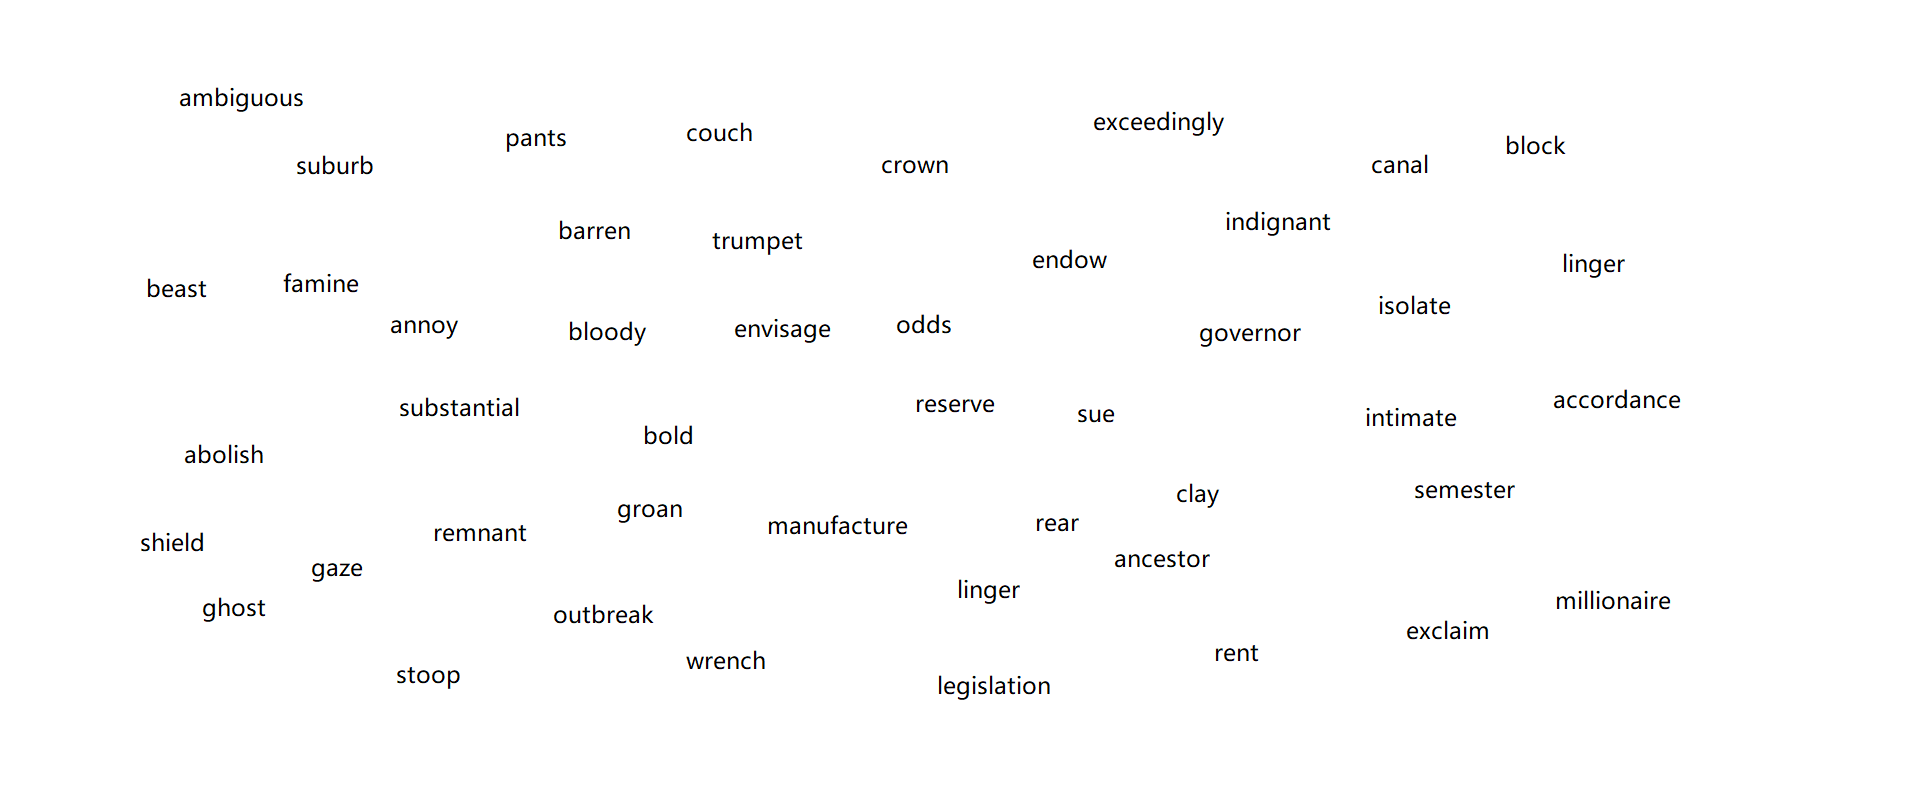 ambiguous
pants
couch
crown
exceedingly
block
suburb
canal
barren
trumpet
indignant
endow
linger
beast
famine
isolate
annoy
bloody
envisage
odds
governor
substantial
reserve
sue
intimate
accordance
bold
abolish
clay
semester
groan
manufacture
rear
shield
remnant
gaze
ancestor
linger
millionaire
ghost
outbreak
exclaim
stoop
wrench
rent
legislation